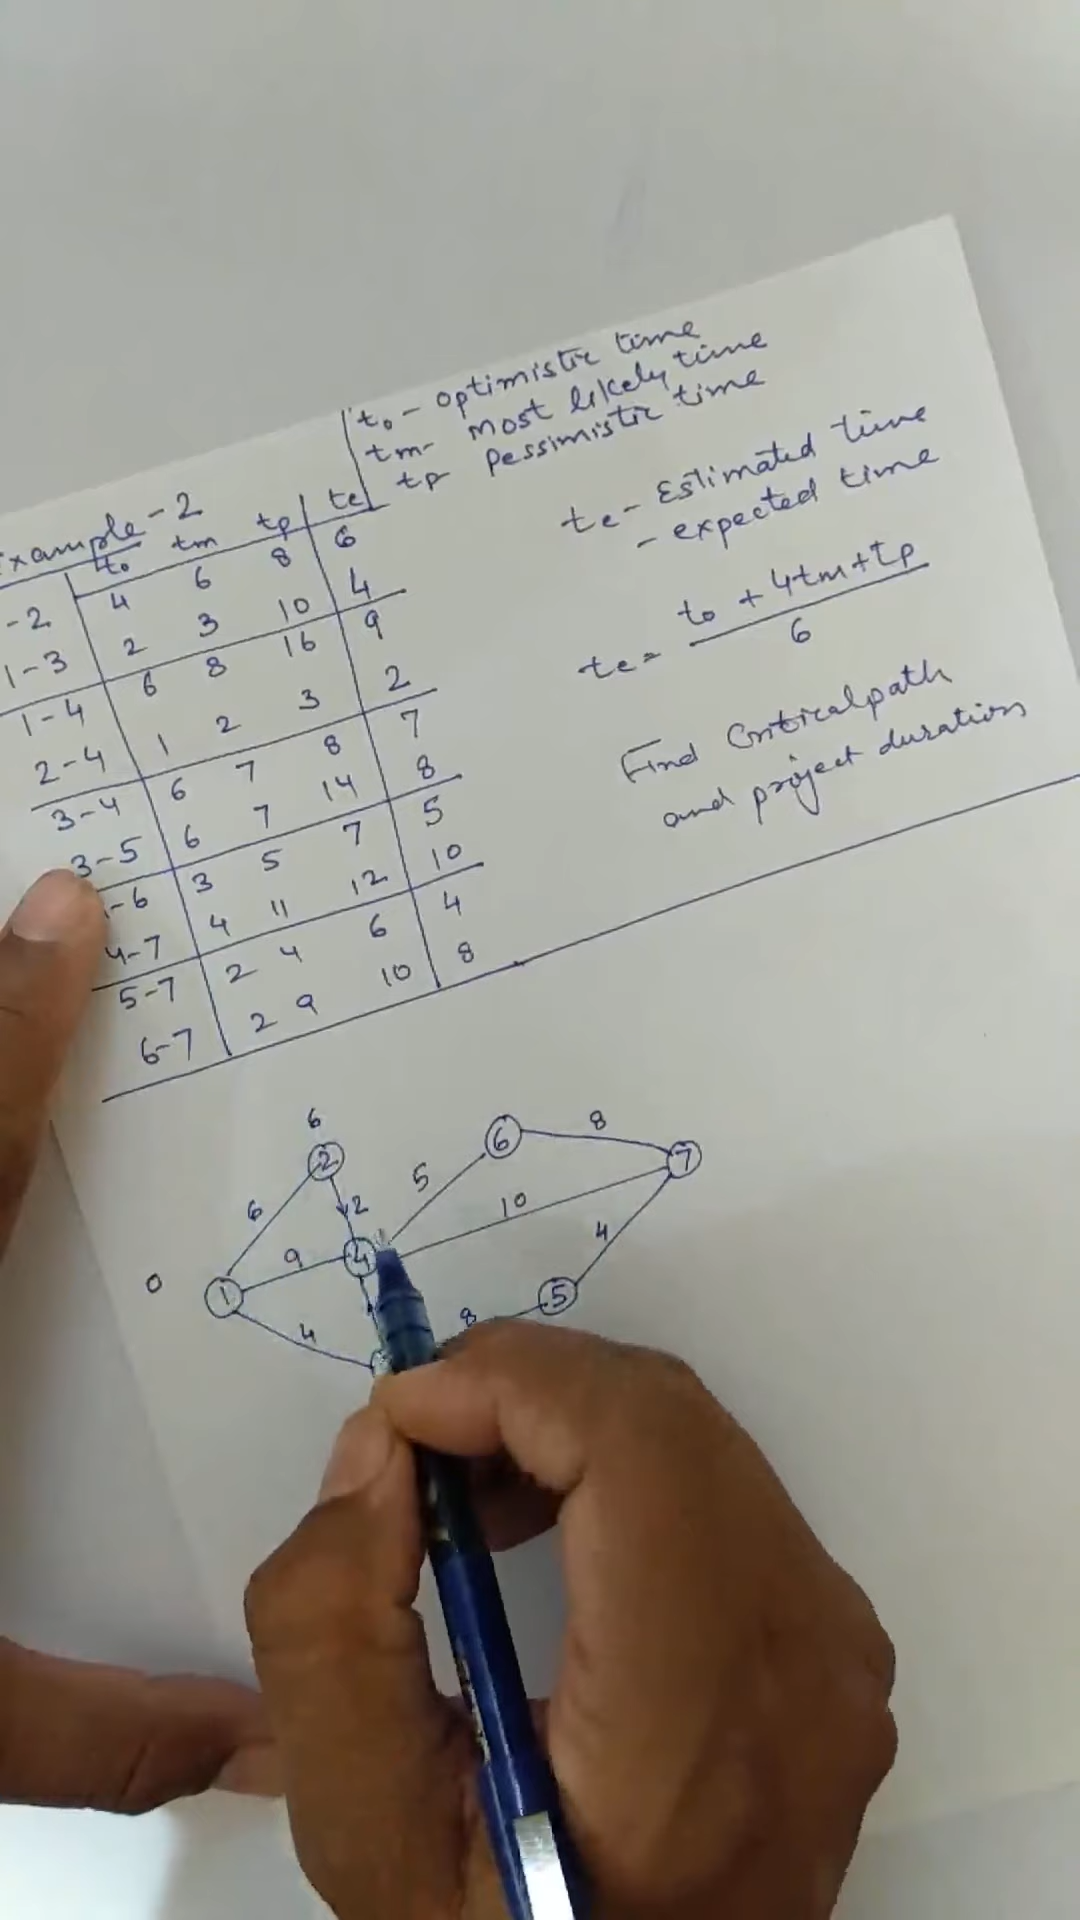 Example-2
to tm tp te
-2 4 6 8 6
1-3 2 3 10 4
1-4 6 8 16 9
2-4 1 2 3 2
3-4 6 7 8 7
3-5 6 7 14 8
-6 3 5 7 5
4-7 4 11 12 10
5-7 2 4 6 4
6-7 2 9 10 8
to - optimistic time
tm- most likely time
tp pessimistic time
te - Estimated time
- expected time
te = to + 4tm+tp
6
Find Critical path
and project duration
6
2
6
8
6
5
7
2
10
9
4
4
0
1
5
4
8